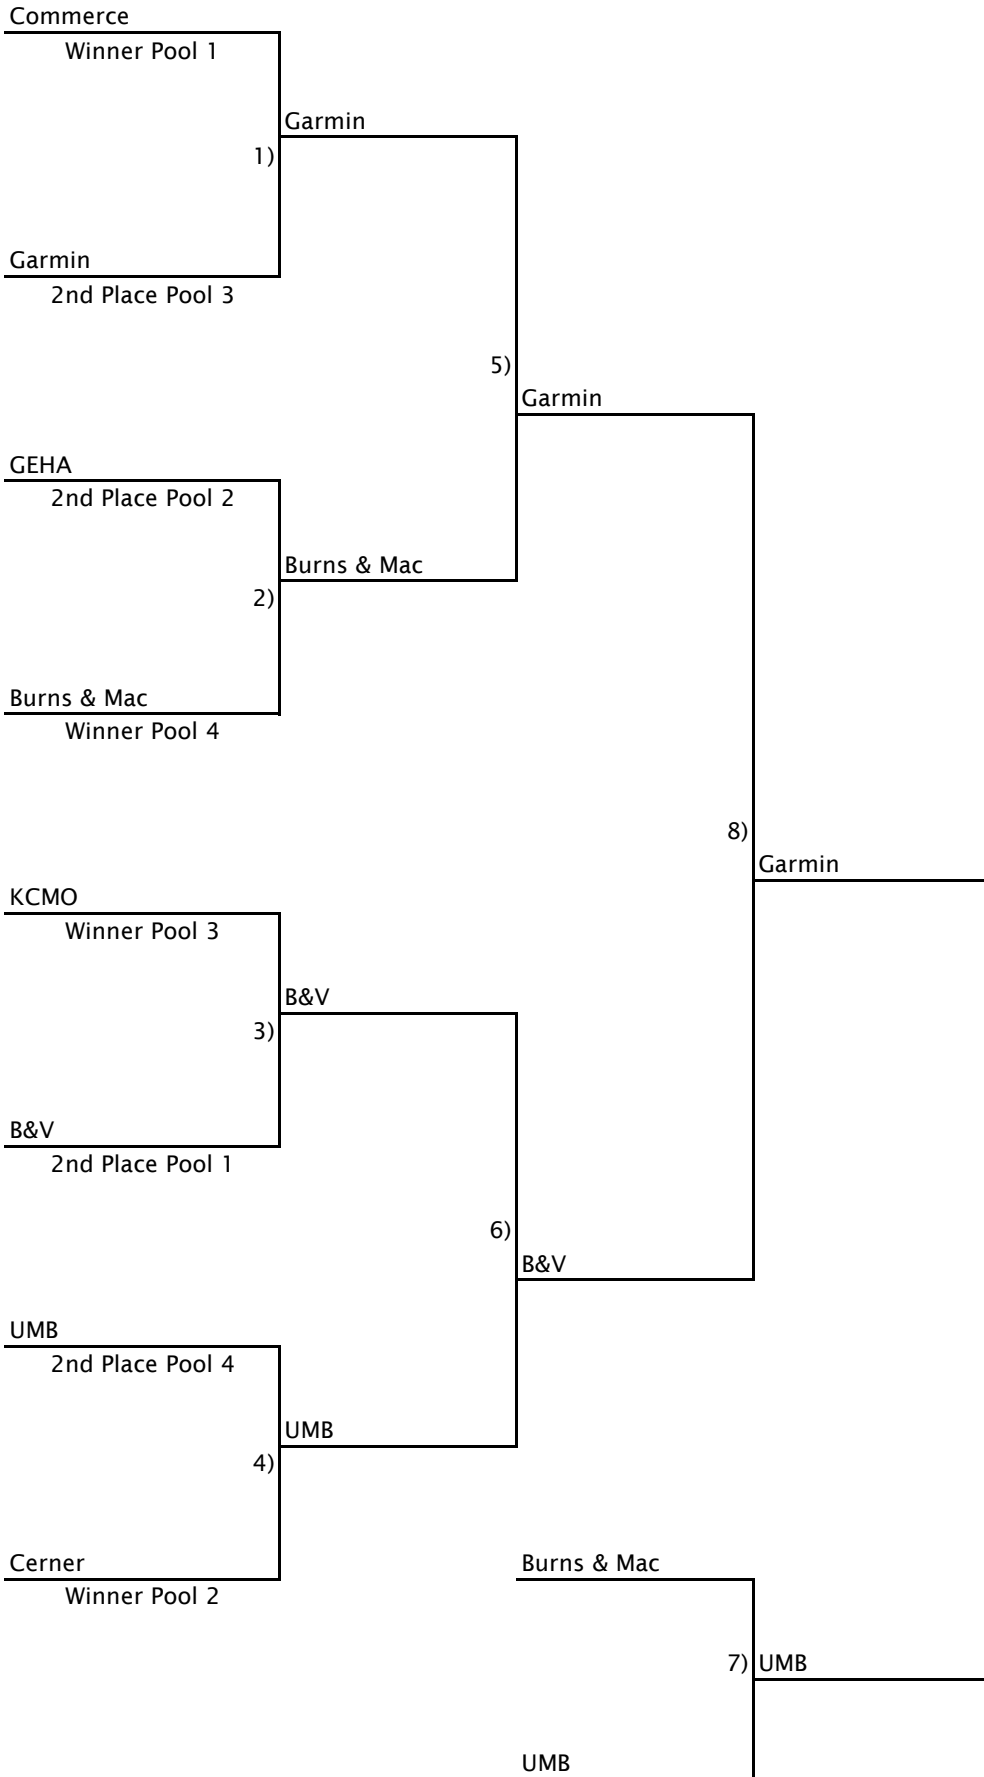 Commerce
Winner Pool 1
Garmin
1)
Garmin
2nd Place Pool 3
5)
Garmin
GEHA
2nd Place Pool 2
Burns & Mac
2)
Burns & Mac
Winner Pool 4
8)
Garmin
KCMO
Winner Pool 3
B&V
3)
B&V
2nd Place Pool 1
6)
B&V
UMB
2nd Place Pool 4
UMB
4)
Cerner
Winner Pool 2
Burns & Mac
7)
UMB
UMB